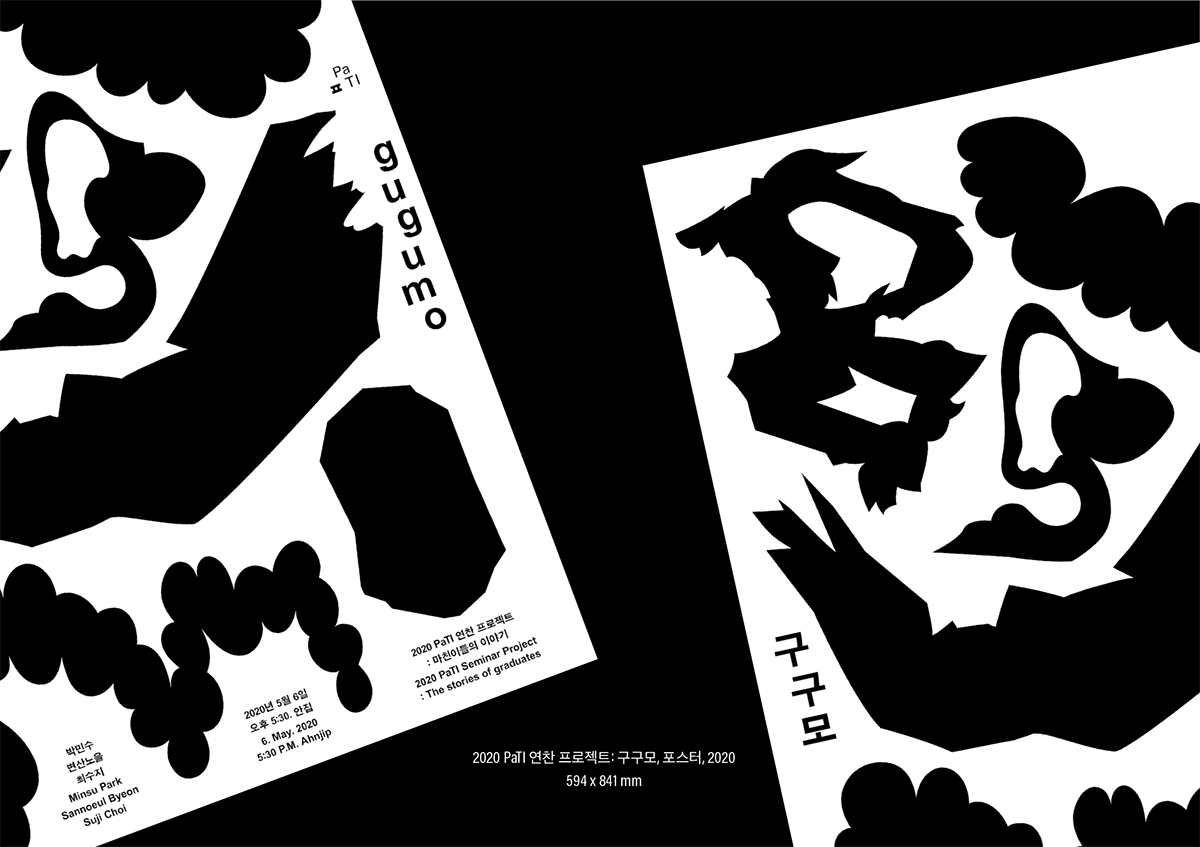 Pa
ㅍ TI
gugumo
2020 PaTI 연찬 프로젝트
: 마친이들의 이야기
2020 PaTI Seminar Project
: The stories of graduates
2020년 5월 6일
오후 5:30. 안집
6. May. 2020
5:30 P.M. Ahnjip
박민수
변산노을
최수지
Minsu Park
Sannoeul Byeon
Suji Choi
구구모
2020 PaTI 연찬 프로젝트: 구구모, 포스터, 2020
594 x 841 mm